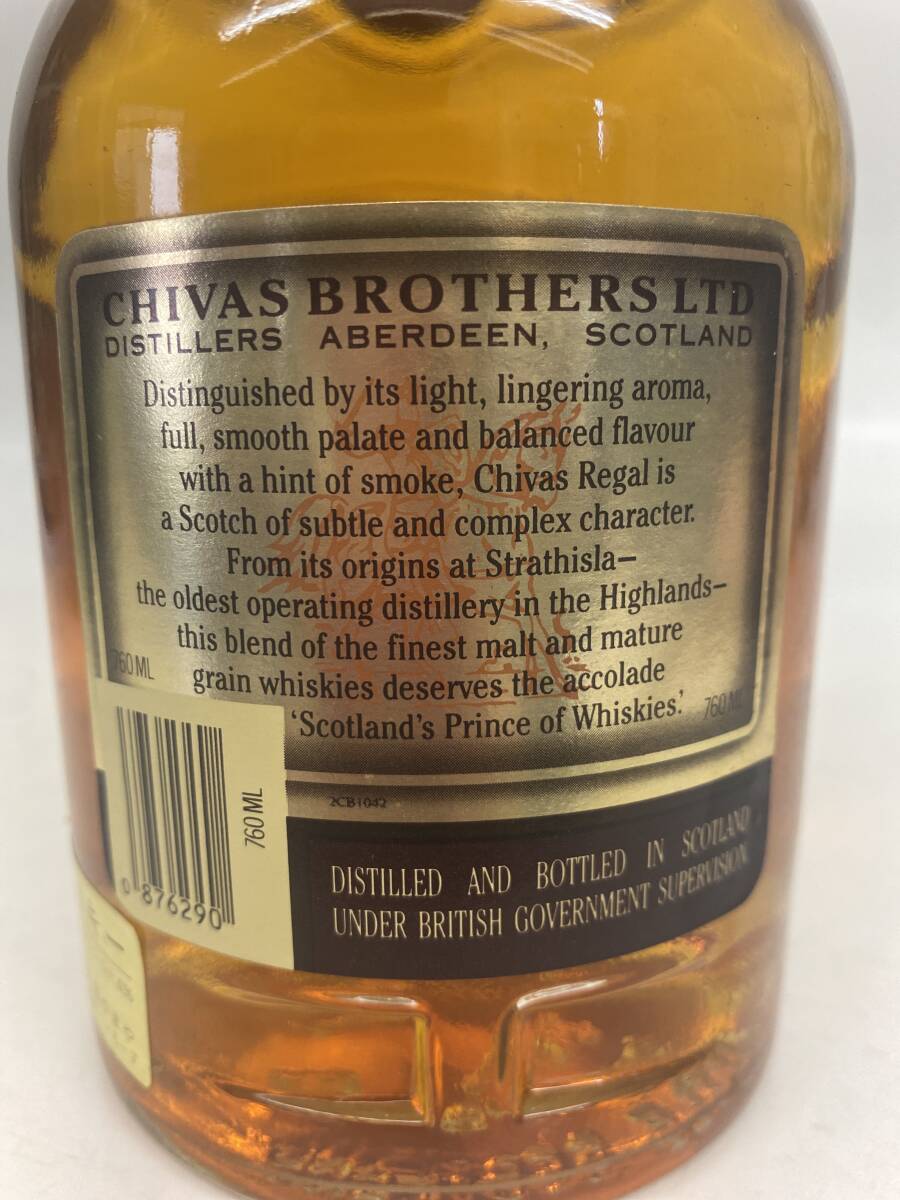 CHIVAS BROTHERS LTD
DISTILLERS ABERDEEN, SCOTLAND
Distinguished by its light, lingering aroma,
full, smooth palate and balanced flavour
with a hint of smoke, Chivas Regal is
a Scotch of subtle and complex character.
From its origins at Strathisla–
the oldest operating distillery in the Highlands–
this blend of the finest malt and mature
grain whiskies deserves the accolade
'Scotland's Prince of Whiskies.'
760 ML
760 ML
760 ML
0 876290
2CB1042
DISTILLED AND BOTTLED IN SCOTLAND
UNDER BRITISH GOVERNMENT SUPERVISION.